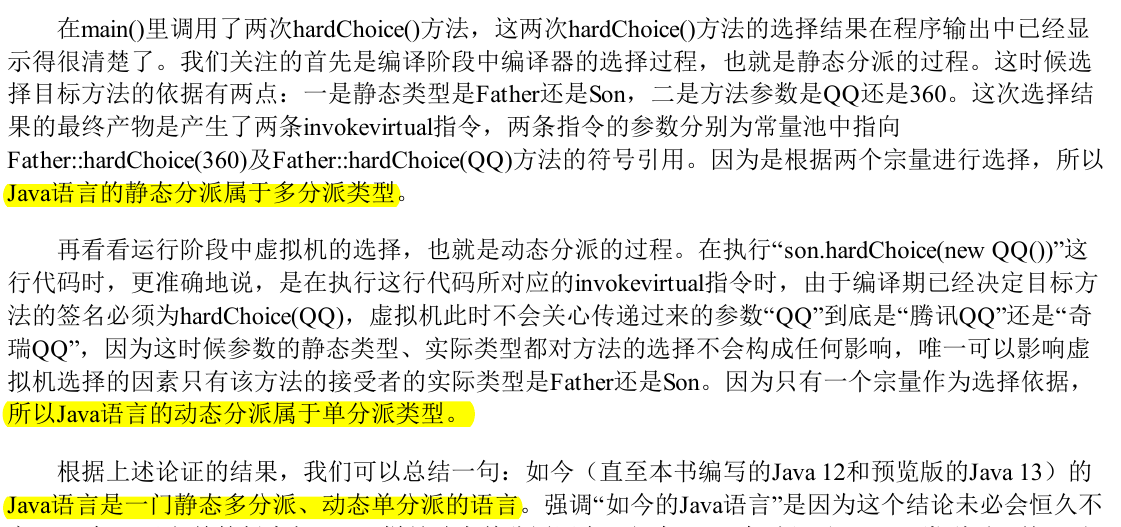 在main()里调用了两次hardChoice()方法，这两次hardChoice()方法的选择结果在程序输出中已经显
示得很清楚了。我们关注的首先是编译阶段中编译器的选择过程，也就是静态分派的过程。这时候选
择目标方法的依据有两点：一是静态类型是Father还是Son，二是方法参数是QQ还是360。这次选择结
果的最终产物是产生了两条invokevirtual指令，两条指令的参数分别为常量池中指向
Father::hardChoice(360)及Father::hardChoice(QQ)方法的符号引用。因为是根据两个宗量进行选择，所以
Java语言的静态分派属于多分派类型。
再看看运行阶段中虚拟机的选择，也就是动态分派的过程。在执行“son.hardChoice(new QQ())”这
行代码时，更准确地说，是在执行这行代码所对应的invokevirtual指令时，由于编译期已经决定目标方
法的签名必须为hardChoice(QQ)，虚拟机此时不会关心传递过来的参数“QQ”到底是“腾讯QQ”还是“奇
瑞QQ”，因为这时候参数的静态类型、实际类型都对方法的选择不会构成任何影响，唯一可以影响虚
拟机选择的因素只有该方法的接受者的实际类型是Father还是Son。因为只有一个宗量作为选择依据，
所以Java语言的动态分派属于单分派类型。
根据上述论证的结果，我们可以总结一句：如今（直至本书编写的Java 12和预览版的Java 13）的
Java语言是一门静态多分派、动态单分派的语言。强调“如今的Java语言”是因为这个结论未必会恒久不